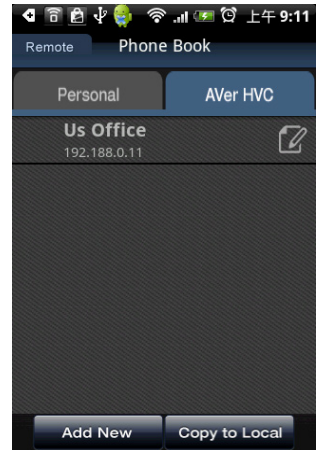 上午 9:11
Remote Phone Book
Personal AVer HVC
Us Office
192.188.0.11
Add New Copy to Local